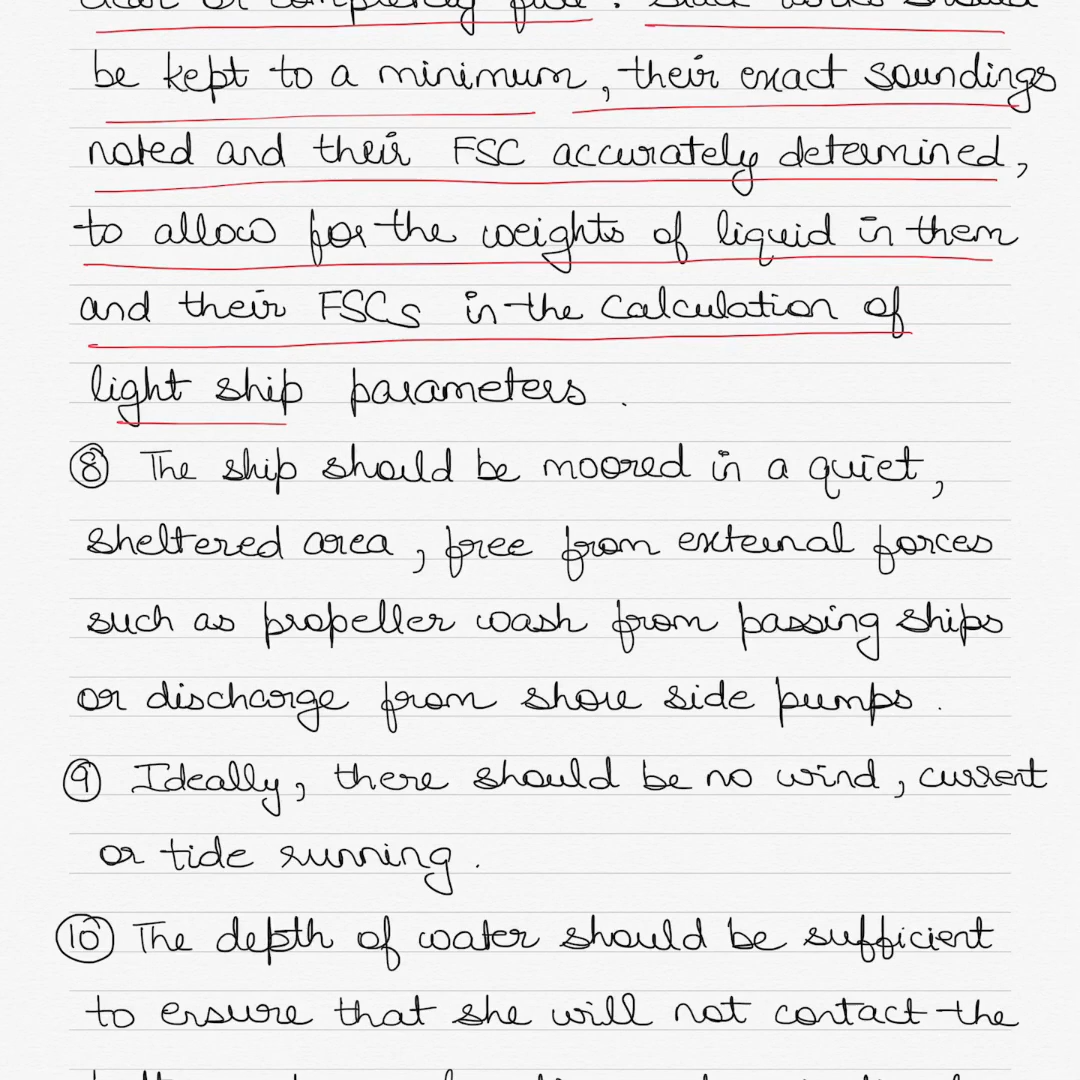 be kept to a minimum, their exact soundings
noted and their FSC accurately determined,
to allow for the weights of liquid in them
and their FSCs in the calculation of
light ship parameters.
⑧ The ship should be moored in a quiet,
sheltered area, free from external forces
such as propeller wash from passing ships
or discharge from shore side pumps.
⑨ Ideally, there should be no wind, current
or tide running.
⑩ The depth of water should be sufficient
to ensure that she will not contact the